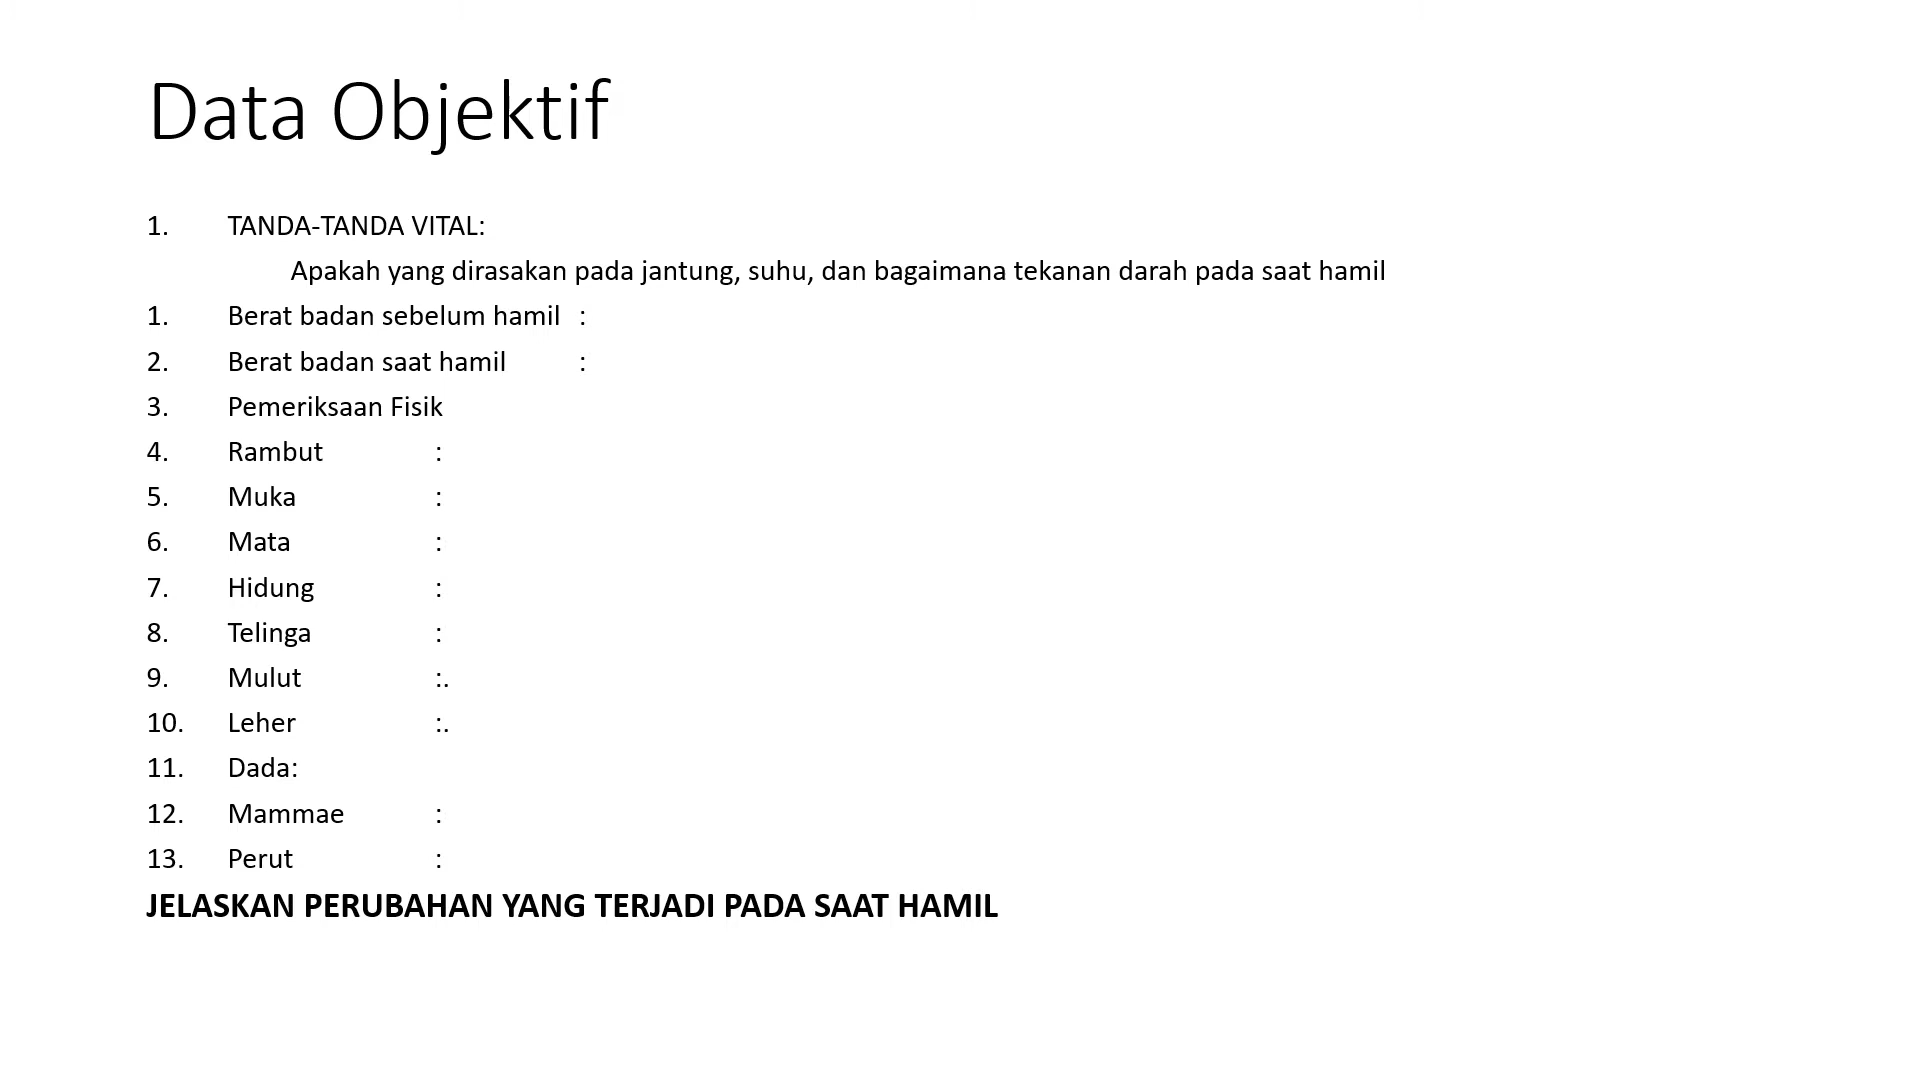 Data Objektif
1. TANDA-TANDA VITAL:
Apakah yang dirasakan pada jantung, suhu, dan bagaimana tekanan darah pada saat hamil
1. Berat badan sebelum hamil :
2. Berat badan saat hamil :
3. Pemeriksaan Fisik
4. Rambut :
5. Muka :
6. Mata :
7. Hidung :
8. Telinga :
9. Mulut :.
10. Leher :.
11. Dada:
12. Mammae :
13. Perut :
JELASKAN PERUBAHAN YANG TERJADI PADA SAAT HAMIL